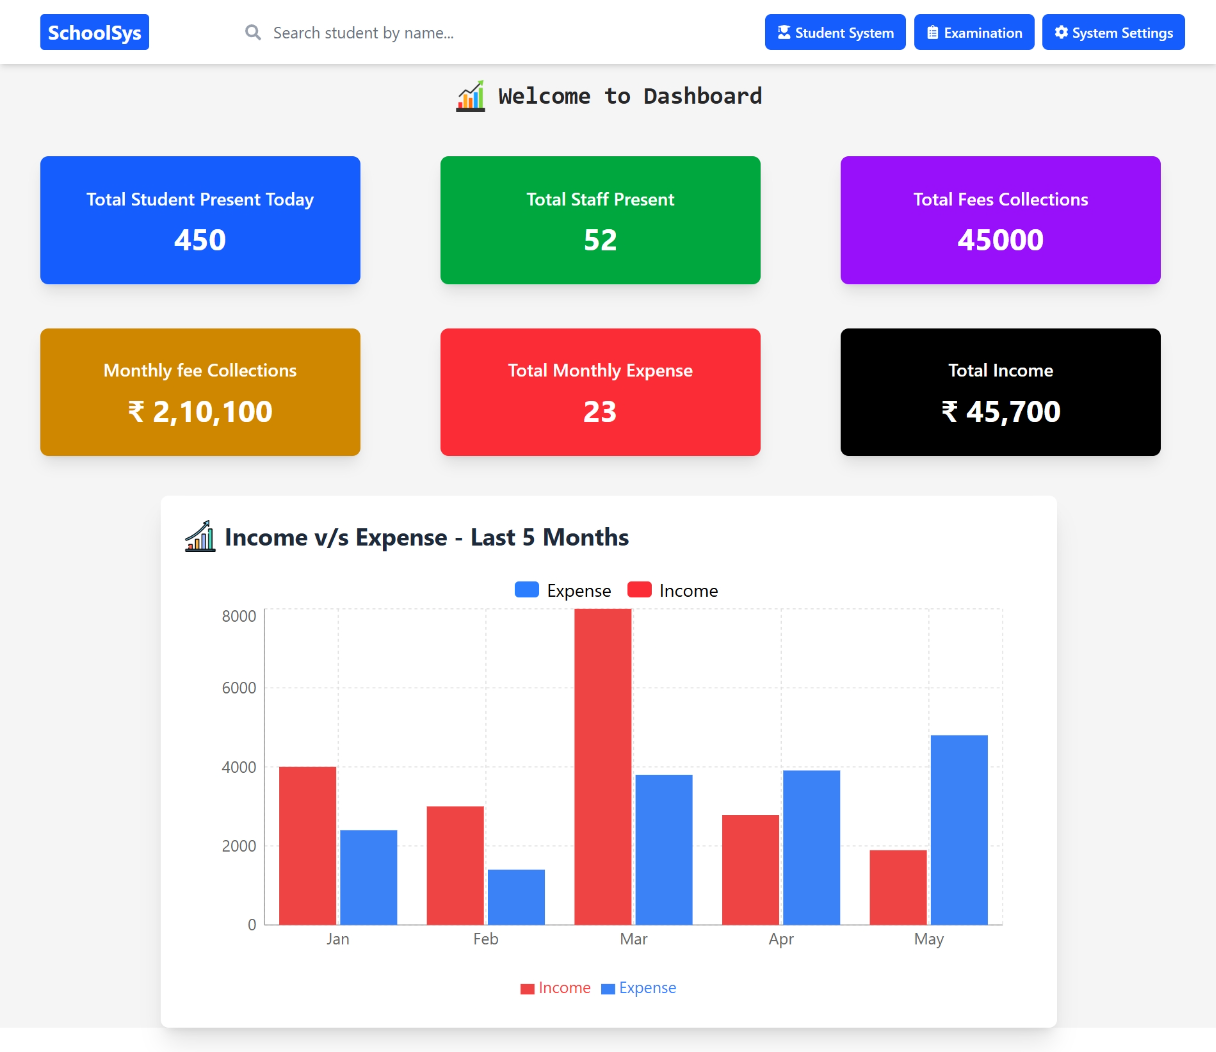 SchoolSys
Search student by name...
Student System
Examination
System Settings
Welcome to Dashboard
Total Student Present Today
450
Total Staff Present
52
Total Fees Collections
45000
Monthly fee Collections
₹ 2,10,100
Total Monthly Expense
23
Total Income
₹ 45,700
Income v/s Expense - Last 5 Months
Expense
Income
8000
6000
4000
2000
0
Jan
Feb
Mar
Apr
May
Income
Expense